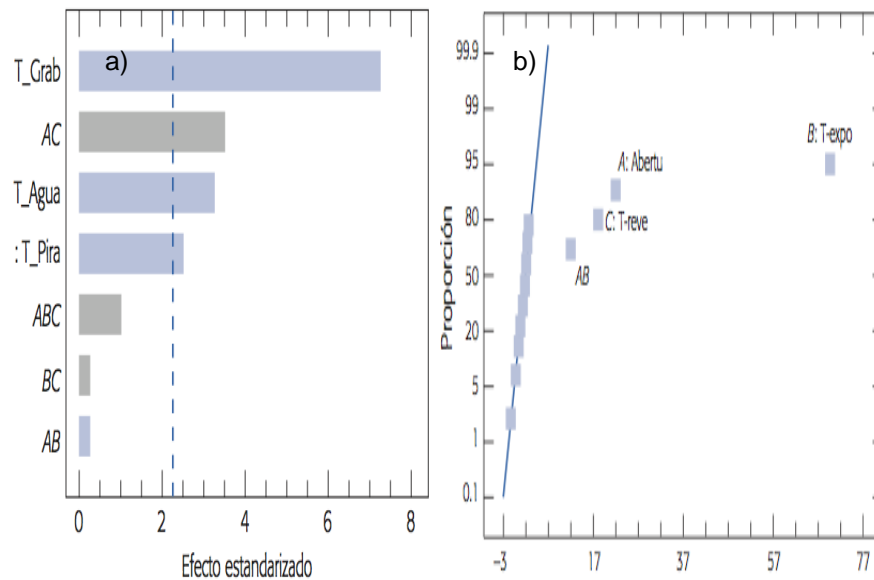 a)
T_Grab
AC
T_Agua
: T_Pira
ABC
BC
AB
0 2 4 6 8
Efecto estandarizado
b)
Proporción
99.9
99
95
80
50
20
5
1
0.1
B: T-expo
A: Abertu
C: T-reve
AB
−3 17 37 57 77